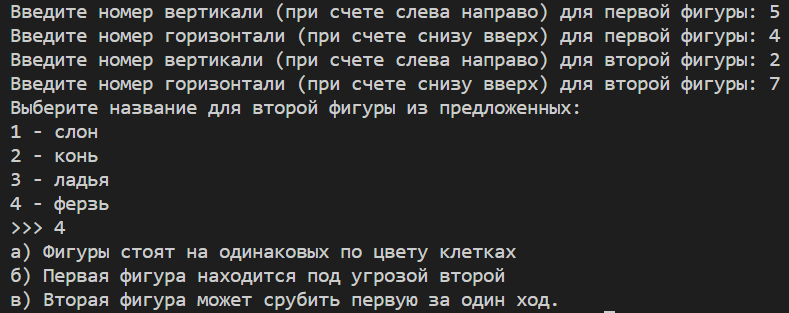 Введите номер вертикали (при счете слева направо) для первой фигуры: 5
Введите номер горизонтали (при счете снизу вверх) для первой фигуры: 4
Введите номер вертикали (при счете слева направо) для второй фигуры: 2
Введите номер горизонтали (при счете снизу вверх) для второй фигуры: 7
Выберите название для второй фигуры из предложенных:
1 - слон
2 - конь
3 - ладья
4 - ферзь
>>> 4
а) Фигуры стоят на одинаковых по цвету клетках
б) Первая фигура находится под угрозой второй
в) Вторая фигура может срубить первую за один ход.